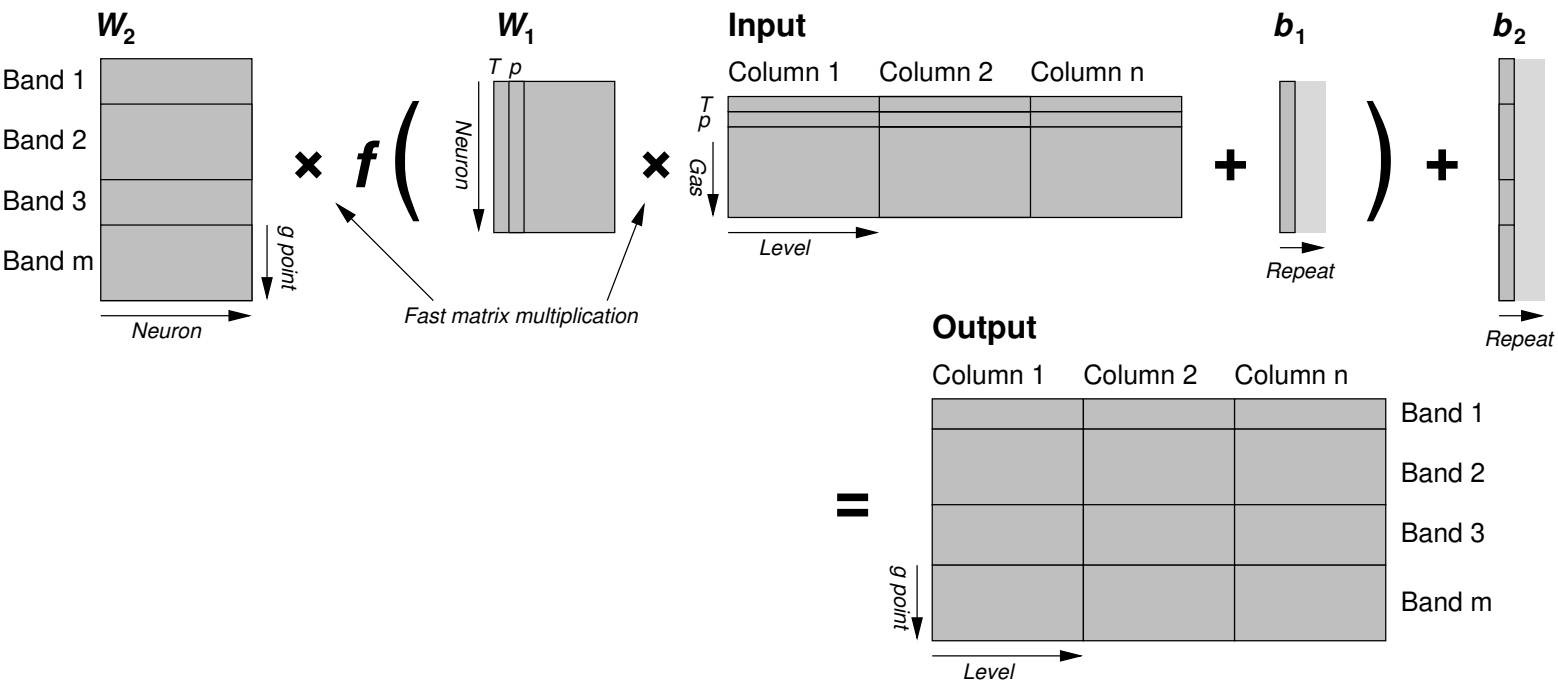 W2
Band 1
Band 2
Band 3
Band m
g point
Neuron
×
f (
W1
T p
Neuron
×
Fast matrix multiplication
Input
Column 1 Column 2 Column n
T
p
Gas
Level
+
b1
Repeat
)
+
b2
Repeat
=
Output
Column 1 Column 2 Column n
Band 1
Band 2
Band 3
Band m
g point
Level